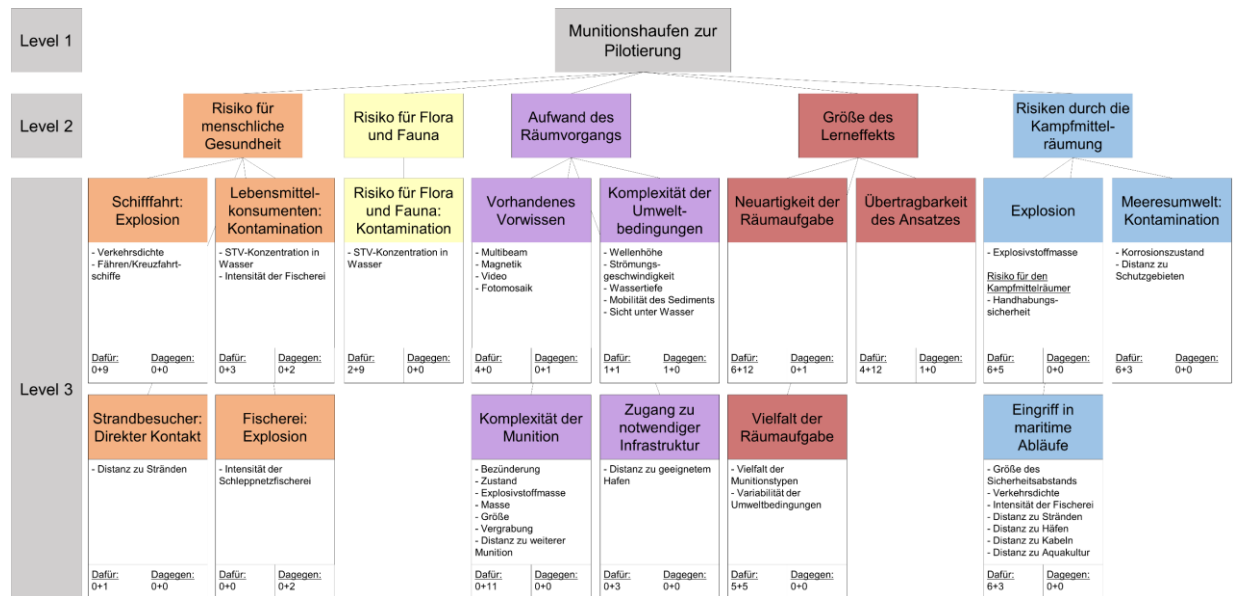 Level 1
Munitionshaufen zur
Pilotierung
Level 2
Risiko für
menschliche
Gesundheit
Risiko für Flora
und Fauna
Aufwand des
Räumvorgangs
Größe des
Lerneffekts
Risiken durch die
Kampfmittel-
räumung
Level 3
Schifffahrt:
Explosion
- Verkehrsdichte
- Fähren/Kreuzfahrt-
schiffe
Dafür: Dagegen:
0+9 0+0
Lebensmittel-
konsumenten:
Kontamination
- STV-Konzentration in
Wasser
- Intensität der Fischerei
Dafür: Dagegen:
0+3 0+2
Risiko für Flora
und Fauna:
Kontamination
- STV-Konzentration in
Wasser
Dafür: Dagegen:
2+9 0+0
Vorhandenes
Vorwissen
- Multibeam
- Magnetik
- Video
- Fotomosaik
Dafür: Dagegen:
4+0 0+1
Komplexität der
Umwelt-
bedingungen
- Wellenhöhe
- Strömungs-
geschwindigkeit
- Wassertiefe
- Mobilität des Sediments
- Sicht unter Wasser
Dafür: Dagegen:
1+1 1+0
Neuartigkeit der
Räumaufgabe
Dafür: Dagegen:
6+12 0+1
Übertragbarkeit
des Ansatzes
Dafür: Dagegen:
4+12 1+0
Explosion
- Explosivstoffmasse
Risiko für den
Kampfmittelräumer
- Handhabungs-
sicherheit
Dafür: Dagegen:
6+5 0+0
Meeresumwelt:
Kontamination
- Korrosionszustand
- Distanz zu
Schutzgebieten
Dafür: Dagegen:
6+3 0+0
Strandbesucher:
Direkter Kontakt
- Distanz zu Stränden
Dafür: Dagegen:
0+1 0+0
Fischerei:
Explosion
- Intensität der
Schleppnetzfischerei
Dafür: Dagegen:
0+0 0+2
Komplexität der
Munition
- Bezünderung
- Zustand
- Explosivstoffmasse
- Masse
- Größe
- Vergrabung
- Distanz zu weiterer
Munition
Dafür: Dagegen:
0+11 0+0
Zugang zu
notwendiger
Infrastruktur
- Distanz zu geeignetem
Hafen
Dafür: Dagegen:
0+3 0+0
Vielfalt der
Räumaufgabe
- Vielfalt der
Munitionstypen
- Variabilität der
Umweltbedingungen
Dafür: Dagegen:
5+5 0+0
Eingriff in
maritime
Abläufe
- Größe des
Sicherheitsabstands
- Verkehrsdichte
- Intensität der Fischerei
- Distanz zu Stränden
- Distanz zu Häfen
- Distanz zu Kabeln
- Distanz zu Aquakultur
Dafür: Dagegen:
6+3 0+0